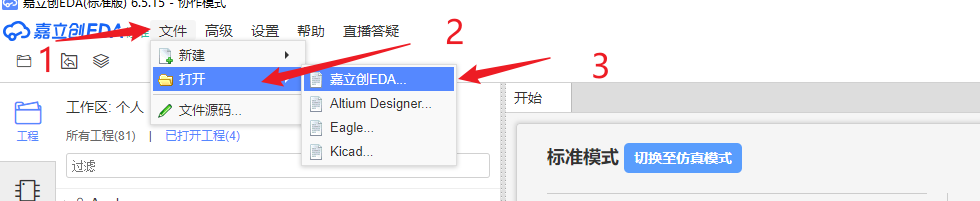 嘉立创EDA(标准版) 6.5.15 - 协作模式
嘉立创EDA 文件 高级 设置 帮助 直播答疑
1 2 3
新建
打开
文件源码...
嘉立创EDA...
Altium Designer...
Eagle...
Kicad...
工程
工作区: 个人
所有工程(81) | 已打开工程(4)
过滤
开始
标准模式 切换至仿真模式